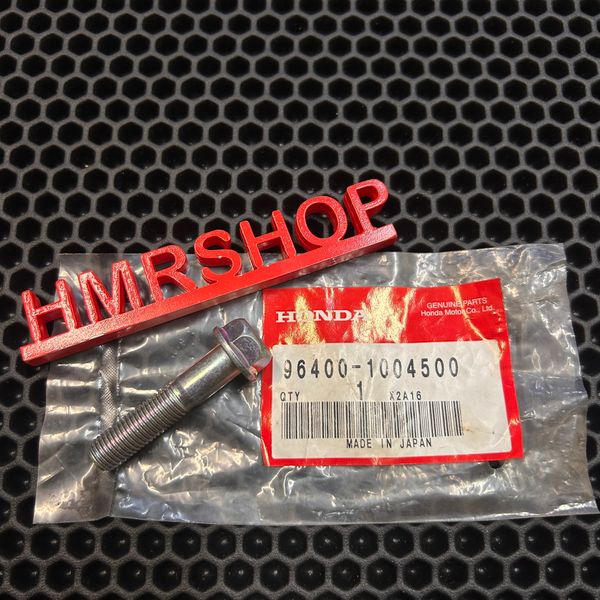 HMRSHOP
HONDA
GENUINE PARTS
Honda Motor Co., Ltd.
96400-1004500
QTY 1 X2A16
MADE IN JAPAN